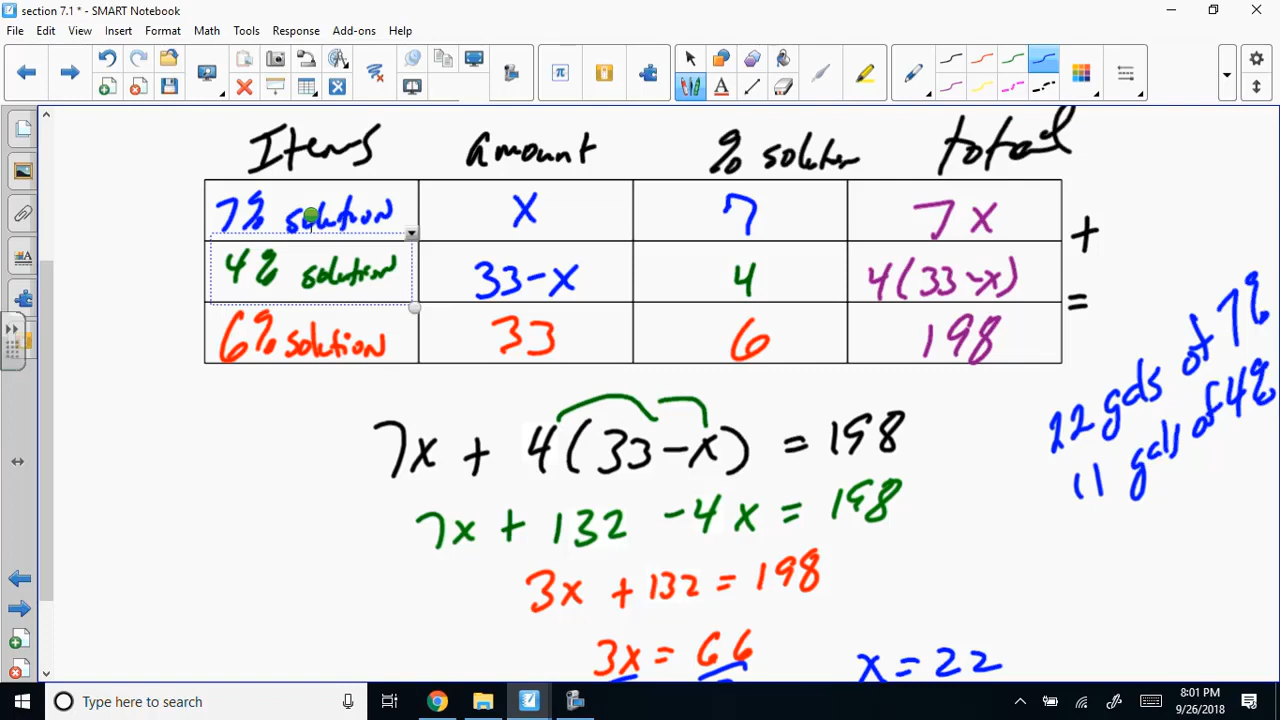 section 7.1 * - SMART Notebook
File Edit View Insert Format Math Tools Response Add-ons Help
Items amount % solution total
7% solution x 7 7x +
4% solution 33-x 4 4(33-x) =
6% solution 33 6 198
22 gals of 7%
11 gals of 4%
7x + 4(33-x) = 198
7x + 132 - 4x = 198
3x + 132 = 198
3x = 66 x = 22
Type here to search
8:01 PM
9/26/2018